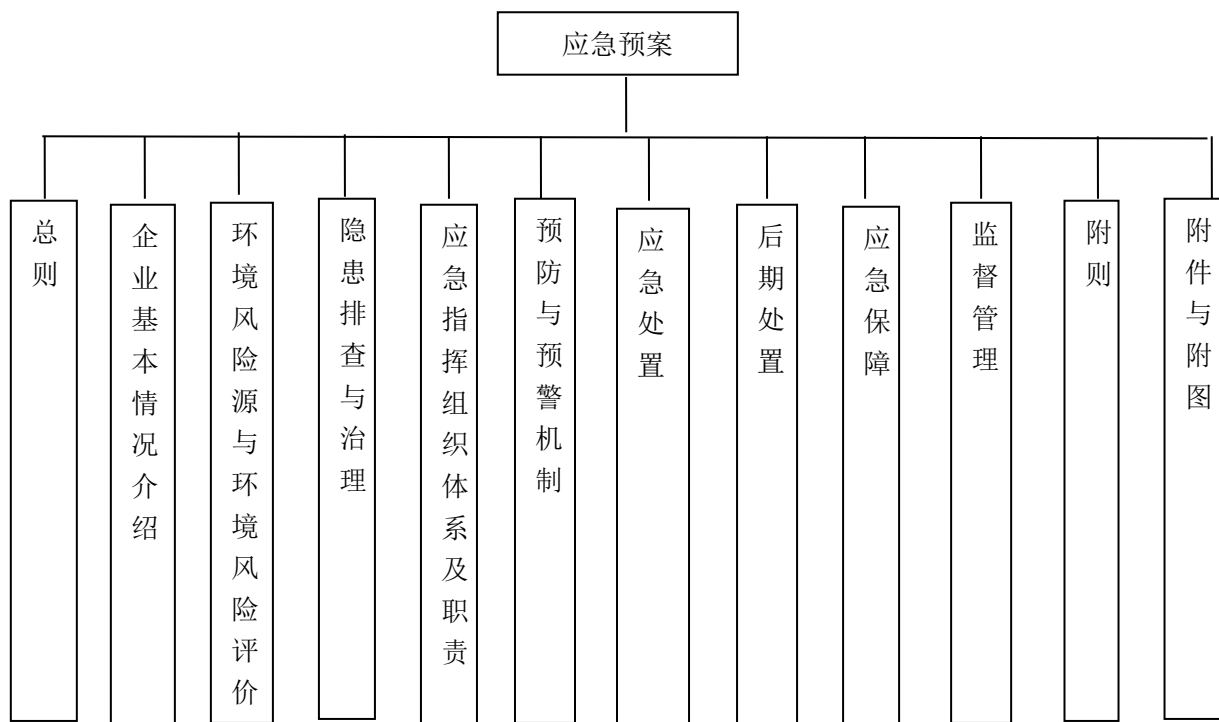 应急预案
总则
企业基本情况介绍
环境风险源与环境风险评价
隐患排查与治理
应急指挥组织体系及职责
预防与预警机制
应急处置
后期处置
应急保障
监督管理
附则
附件与附图